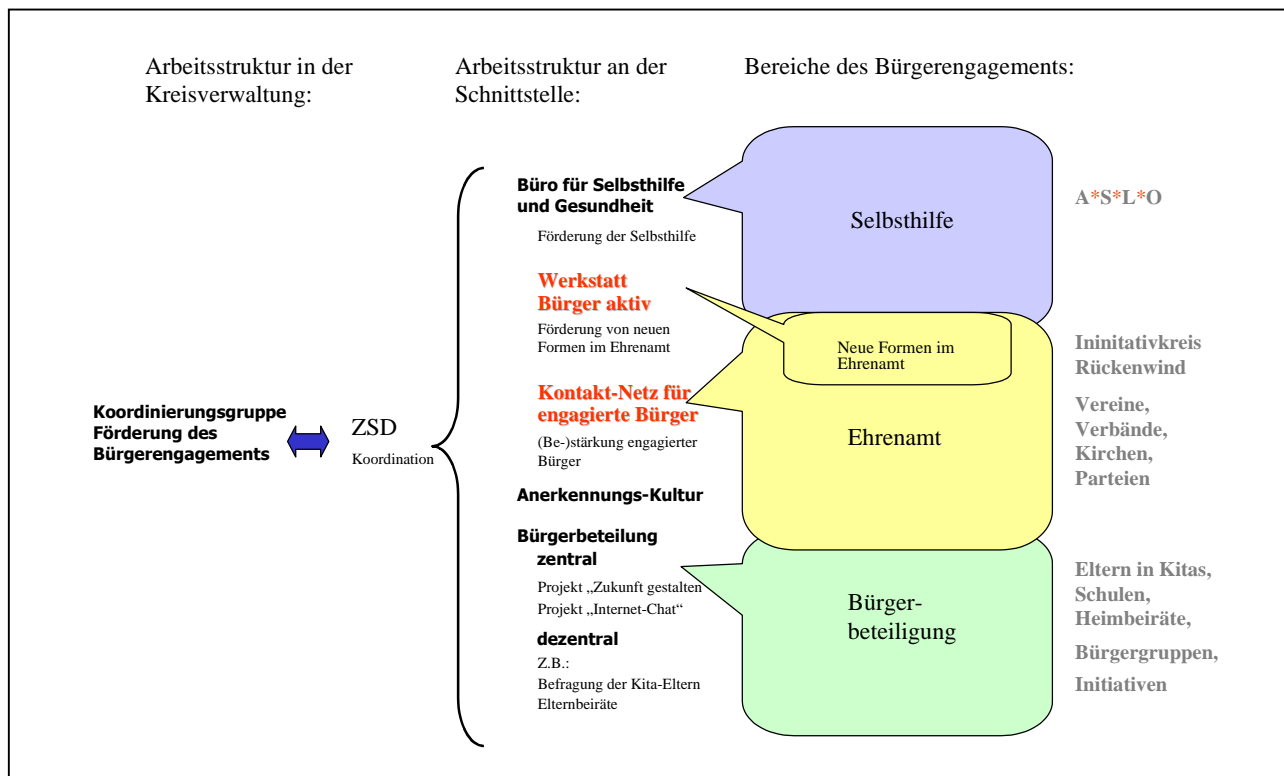 Arbeitsstruktur in der
Kreisverwaltung:
Arbeitsstruktur an der
Schnittstelle:
Bereiche des Bürgerengagements:
Koordinierungsgruppe
Förderung des
Bürgerengagements
ZSD
Koordination
Büro für Selbsthilfe
und Gesundheit
Förderung der Selbsthilfe
Werkstatt
Bürger aktiv
Förderung von neuen
Formen im Ehrenamt
Kontakt-Netz für
engagierte Bürger
(Be-)stärkung engagierter
Bürger
Anerkennungs-Kultur
Bürgerbeteilung
zentral
Projekt „Zukunft gestalten
Projekt „Internet-Chat“
dezentral
Z.B.:
Befragung der Kita-Eltern
Elternbeiräte
Selbsthilfe
Neue Formen im
Ehrenamt
Ehrenamt
Bürger-
beteiligung
A*S*L*O
Ininitativkreis
Rückenwind
Vereine,
Verbände,
Kirchen,
Parteien
Eltern in Kitas,
Schulen,
Heimbeiräte,
Bürgergruppen,
Initiativen